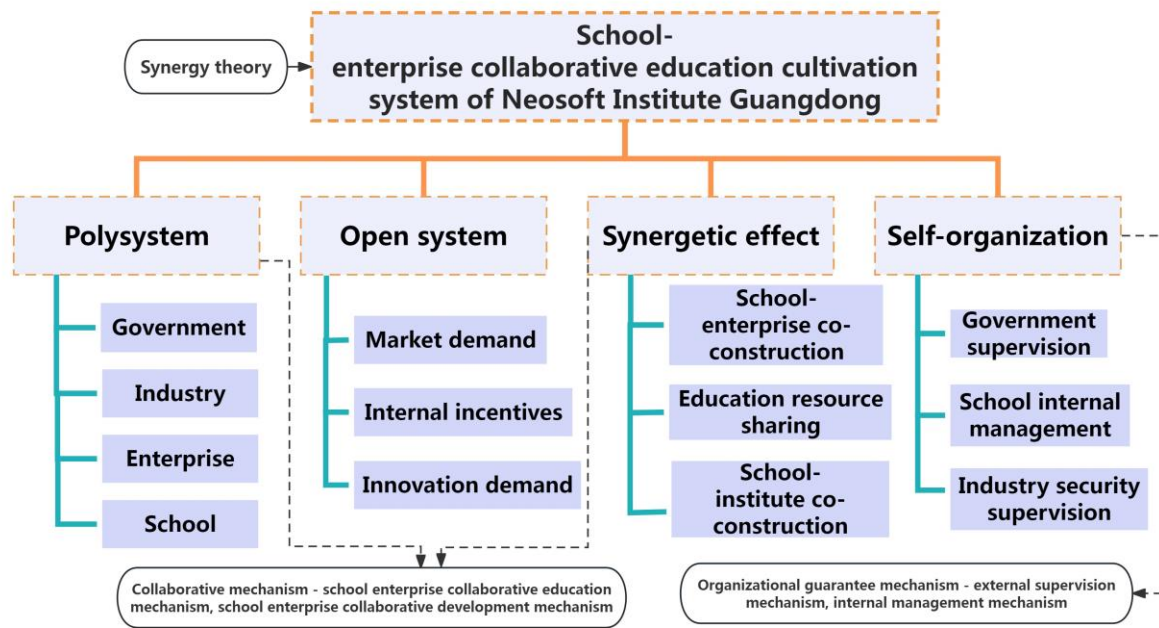 School-
enterprise collaborative education cultivation
system of Neosoft Institute Guangdong
Synergy theory
Polysystem
Open system
Synergetic effect
Self-organization
Government
Industry
Enterprise
School
Market demand
Internal incentives
Innovation demand
School-
enterprise co-
construction
Education resource
sharing
School-
institute co-
construction
Government
supervision
School internal
management
Industry security
supervision
Collaborative mechanism - school enterprise collaborative education
mechanism, school enterprise collaborative development mechanism
Organizational guarantee mechanism - external supervision
mechanism, internal management mechanism